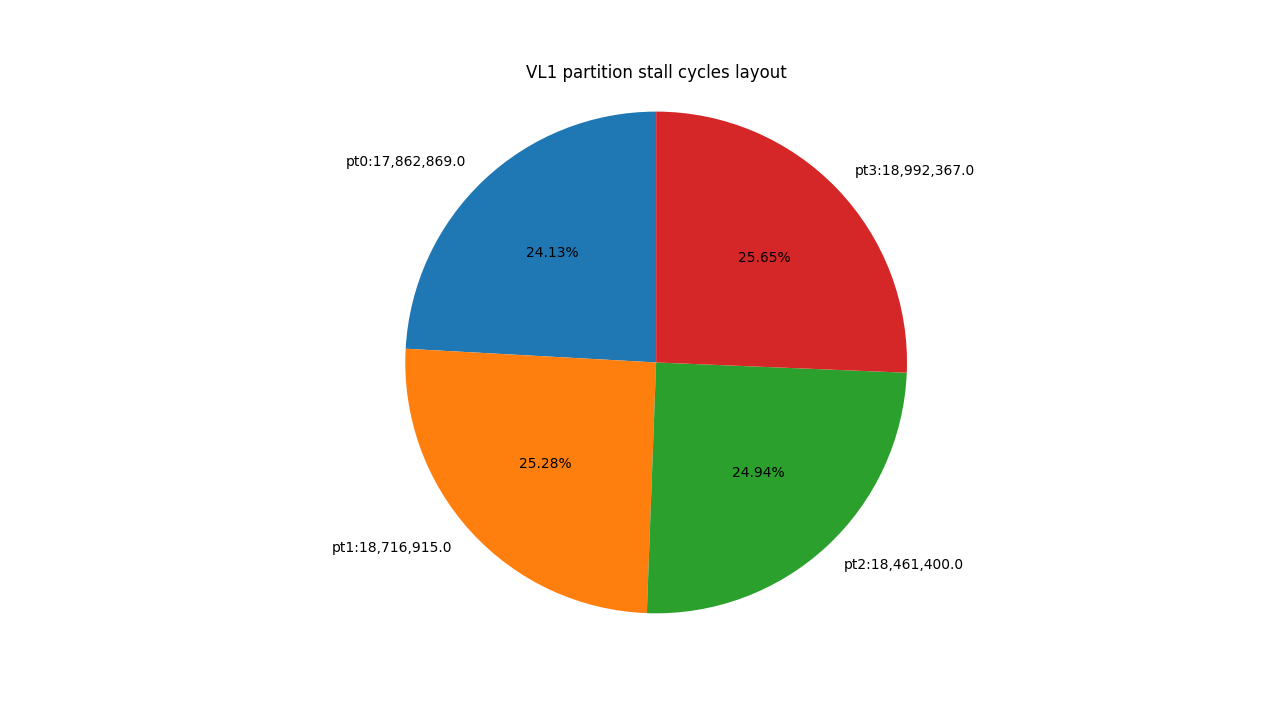 VL1 partition stall cycles layout
pt0:17,862,869.0
pt3:18,992,367.0
24.13%
25.65%
25.28%
24.94%
pt1:18,716,915.0
pt2:18,461,400.0